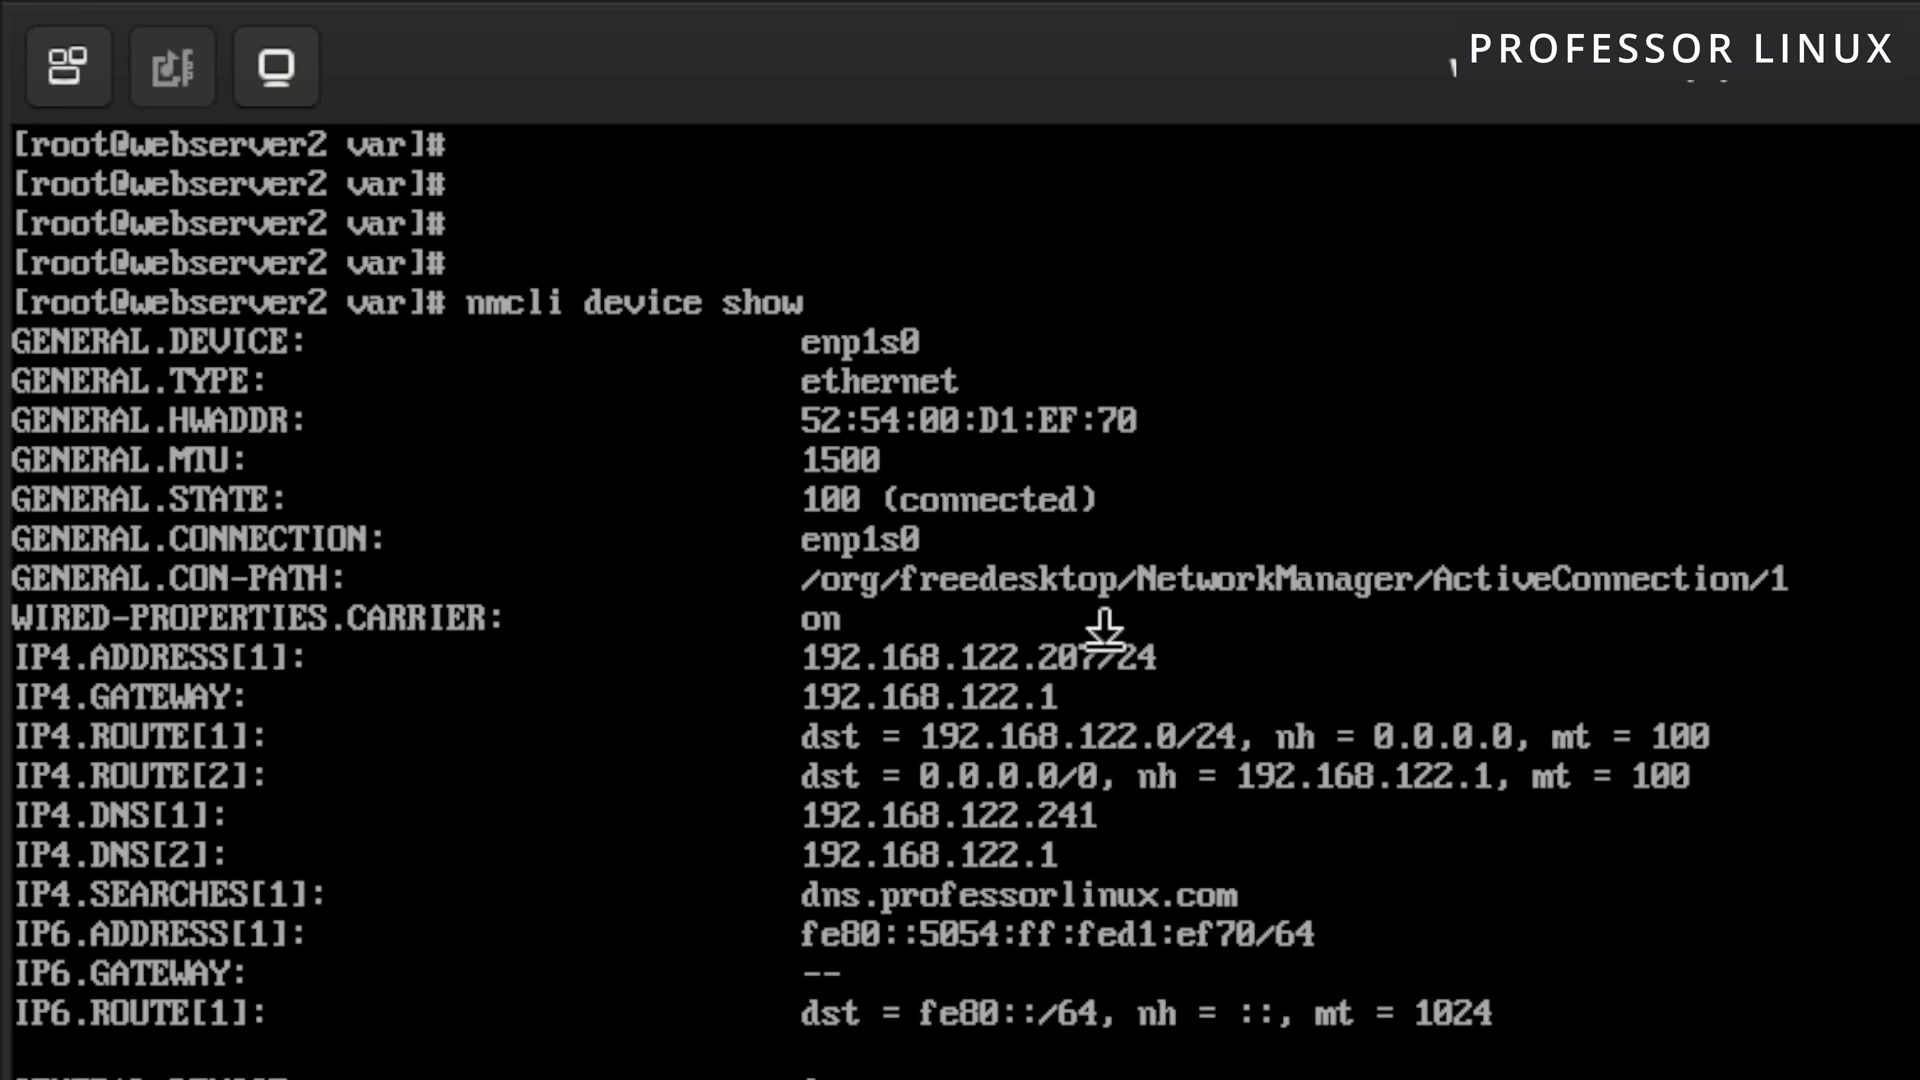 PROFESSOR LINUX
[root@webserver2 var]#
[root@webserver2 var]#
[root@webserver2 var]#
[root@webserver2 var]#
[root@webserver2 var]# nmcli device show
GENERAL.DEVICE: enp1s0
GENERAL.TYPE: ethernet
GENERAL.HWADDR: 52:54:00:D1:EF:70
GENERAL.MTU: 1500
GENERAL.STATE: 100 (connected)
GENERAL.CONNECTION: enp1s0
GENERAL.CON-PATH: /org/freedesktop/NetworkManager/ActiveConnection/1
WIRED-PROPERTIES.CARRIER: on
IP4.ADDRESS[1]: 192.168.122.207/24
IP4.GATEWAY: 192.168.122.1
IP4.ROUTE[1]: dst = 192.168.122.0/24, nh = 0.0.0.0, mt = 100
IP4.ROUTE[2]: dst = 0.0.0.0/0, nh = 192.168.122.1, mt = 100
IP4.DNS[1]: 192.168.122.241
IP4.DNS[2]: 192.168.122.1
IP4.SEARCHES[1]: dns.professorlinux.com
IP6.ADDRESS[1]: fe80::5054:ff:fed1:ef70/64
IP6.GATEWAY: --
IP6.ROUTE[1]: dst = fe80::/64, nh = ::, mt = 1024